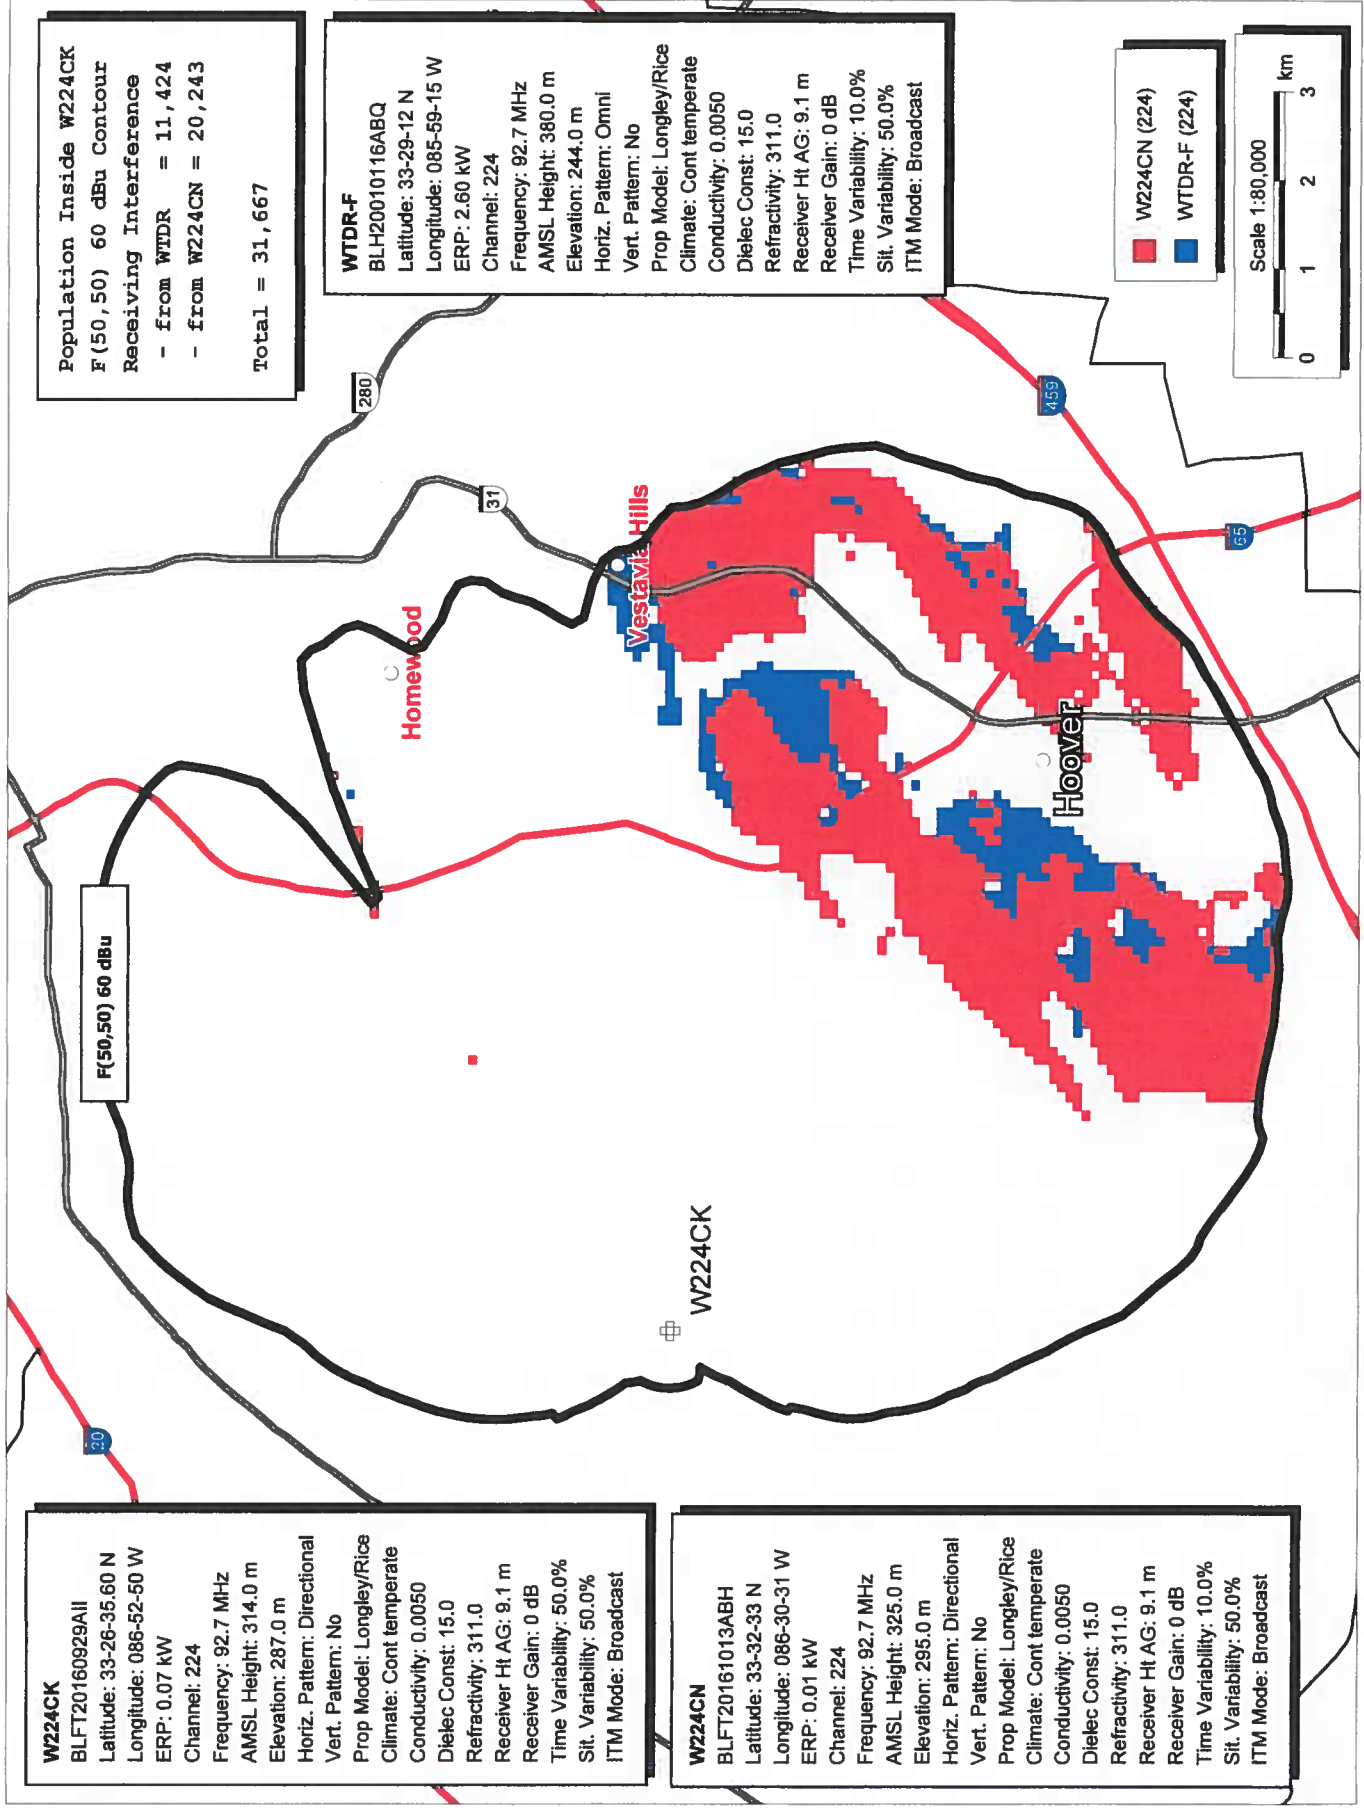 W224CK
BLFT20160929AII
Latitude: 33-26-35.60 N
Longitude: 086-52-50 W
ERP: 0.07 kW
Channel: 224
Frequency: 92.7 MHz
AMSL Height: 314.0 m
Elevation: 287.0 m
Horiz. Pattern: Directional
Vert. Pattern: No
Prop Model: Longley/Rice
Climate: Cont temperate
Conductivity: 0.0050
Dielec Const: 15.0
Refractivity: 311.0
Receiver Ht AG: 9.1 m
Receiver Gain: 0 dB
Time Variability: 50.0%
Sit. Variability: 50.0%
ITM Mode: Broadcast
W224CN
BLFT20161013ABH
Latitude: 33-32-33 N
Longitude: 086-30-31 W
ERP: 0.01 kW
Channel: 224
Frequency: 92.7 MHz
AMSL Height: 325.0 m
Elevation: 295.0 m
Horiz. Pattern: Directional
Vert. Pattern: No
Prop Model: Longley/Rice
Climate: Cont temperate
Conductivity: 0.0050
Dielec Const: 15.0
Refractivity: 311.0
Receiver Ht AG: 9.1 m
Receiver Gain: 0 dB
Time Variability: 10.0%
Sit. Variability: 50.0%
ITM Mode: Broadcast
20
F(50,50) 60 dBu
W224CK
Homewood
Vestavia Hills
Hoover
280
31
459
65
Population Inside W224CK
F(50,50) 60 dBu Contour
Receiving Interference
- from WTDR = 11,424
- from W224CN = 20,243
Total = 31,667
WTDR-F
BLH20010116ABQ
Latitude: 33-29-12 N
Longitude: 085-59-15 W
ERP: 2.60 kW
Channel: 224
Frequency: 92.7 MHz
AMSL Height: 380.0 m
Elevation: 244.0 m
Horiz. Pattern: Omni
Vert. Pattern: No
Prop Model: Longley/Rice
Climate: Cont temperate
Conductivity: 0.0050
Dielec Const: 15.0
Refractivity: 311.0
Receiver Ht AG: 9.1 m
Receiver Gain: 0 dB
Time Variability: 10.0%
Sit. Variability: 50.0%
ITM Mode: Broadcast
W224CN (224)
WTDR-F (224)
Scale 1:80,000
0 1 2 3 km